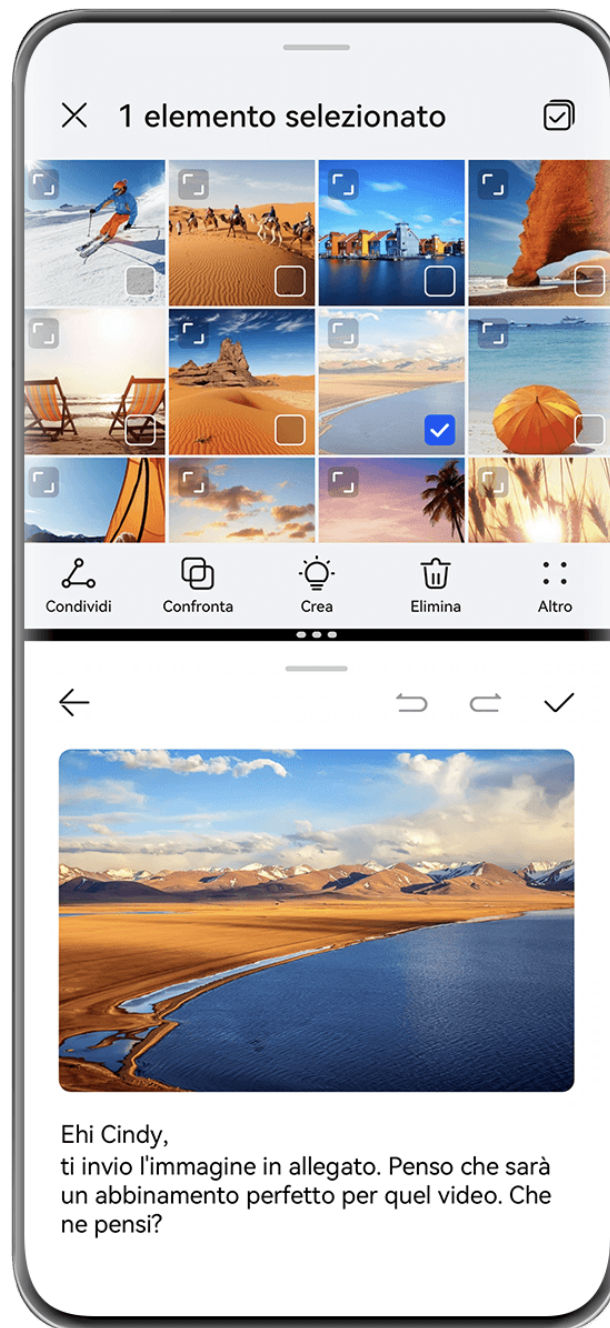 1 elemento selezionato
Condividi
Confronta
Crea
Elimina
Altro
Ehi Cindy,
ti invio l'immagine in allegato. Penso che sarà
un abbinamento perfetto per quel video. Che
ne pensi?